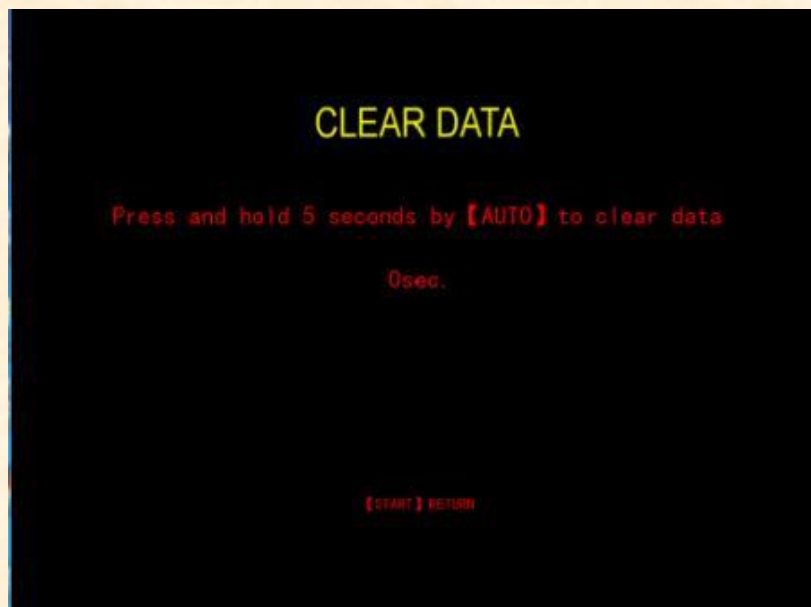 CLEAR DATA
Press and hold 5 seconds by【AUTO】to clear data
0sec.
【START】RETURN